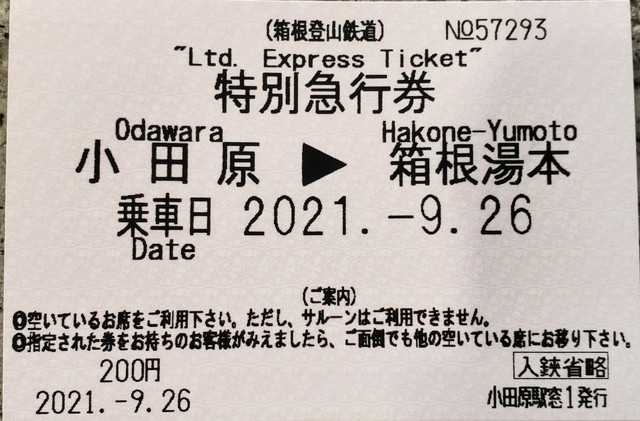 (箱根登山鉄道) №57293
"Ltd. Express Ticket"
特別急行券
Odawara Hakone-Yumoto
小田原 ▶ 箱根湯本
乗車日 2021.-9.26
Date
(ご案内)
❶空いているお席をご利用下さい。ただし、サルーンはご利用できません。
❷指定された券をお持ちのお客様がみえましたら、ご面倒でも他の空いている席にお移り下さい。
200円 入鋏省略
2021.-9.26 小田原駅窓1発行